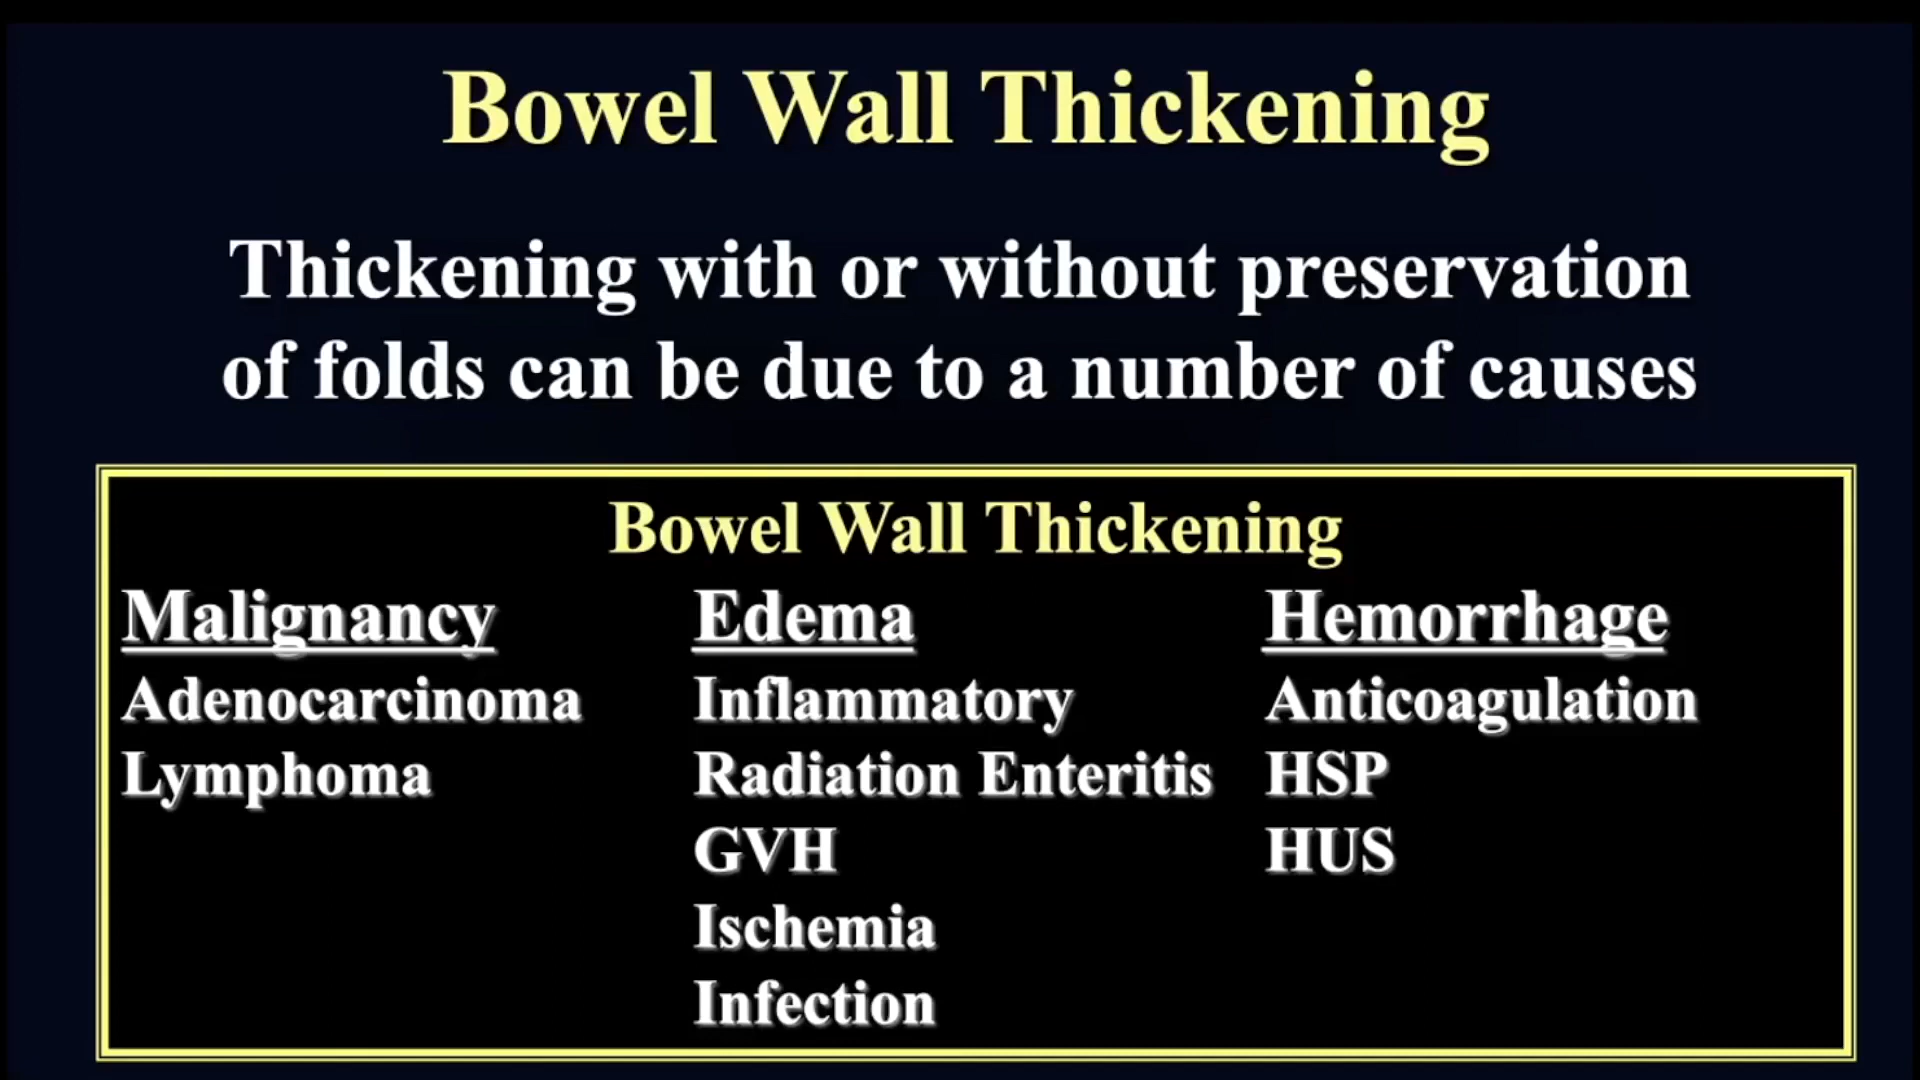 Bowel Wall Thickening
Thickening with or without preservation
of folds can be due to a number of causes
Bowel Wall Thickening
Malignancy Edema Hemorrhage
Adenocarcinoma Inflammatory Anticoagulation
Lymphoma Radiation Enteritis HSP
GVH HUS
Ischemia
Infection